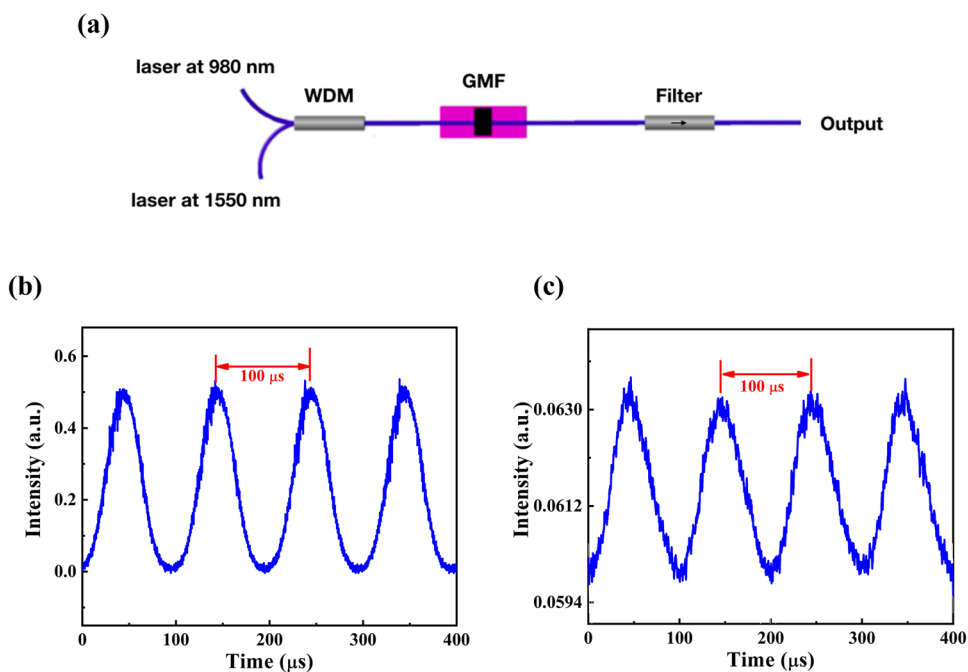 (a)
laser at 980 nm
WDM
GMF
Filter
Output
laser at 1550 nm
(b)
(c)
0.6
0.4
0.2
0.0
Intensity (a.u.)
100 μs
0
100
200
300
400
Time (μs)
0.0630
0.0612
0.0594
Intensity (a.u.)
100 μs
0
100
200
300
400
Time (μs)